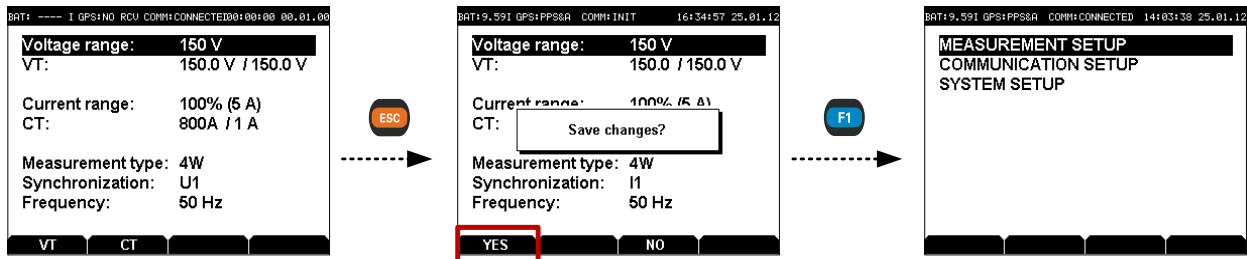 BAT: ---- I GPS:NO RCV COMM:CONNECTED00:00:00 00.01.00
Voltage range: 150 V
VT: 150.0 V / 150.0 V
Current range: 100% (5 A)
CT: 800A / 1 A
Measurement type: 4W
Synchronization: U1
Frequency: 50 Hz
VT CT
ESC
BAT:9.59I GPS:PPS&A COMM:INIT 16:34:57 25.01.12
Voltage range: 150 V
VT: 150.0 / 150.0 V
Current range: 100% (5 A)
CT:
Save changes?
Measurement type: 4W
Synchronization: I1
Frequency: 50 Hz
YES NO
F1
BAT:9.59I GPS:PPS&A COMM:CONNECTED 14:03:38 25.01.12
MEASUREMENT SETUP
COMMUNICATION SETUP
SYSTEM SETUP